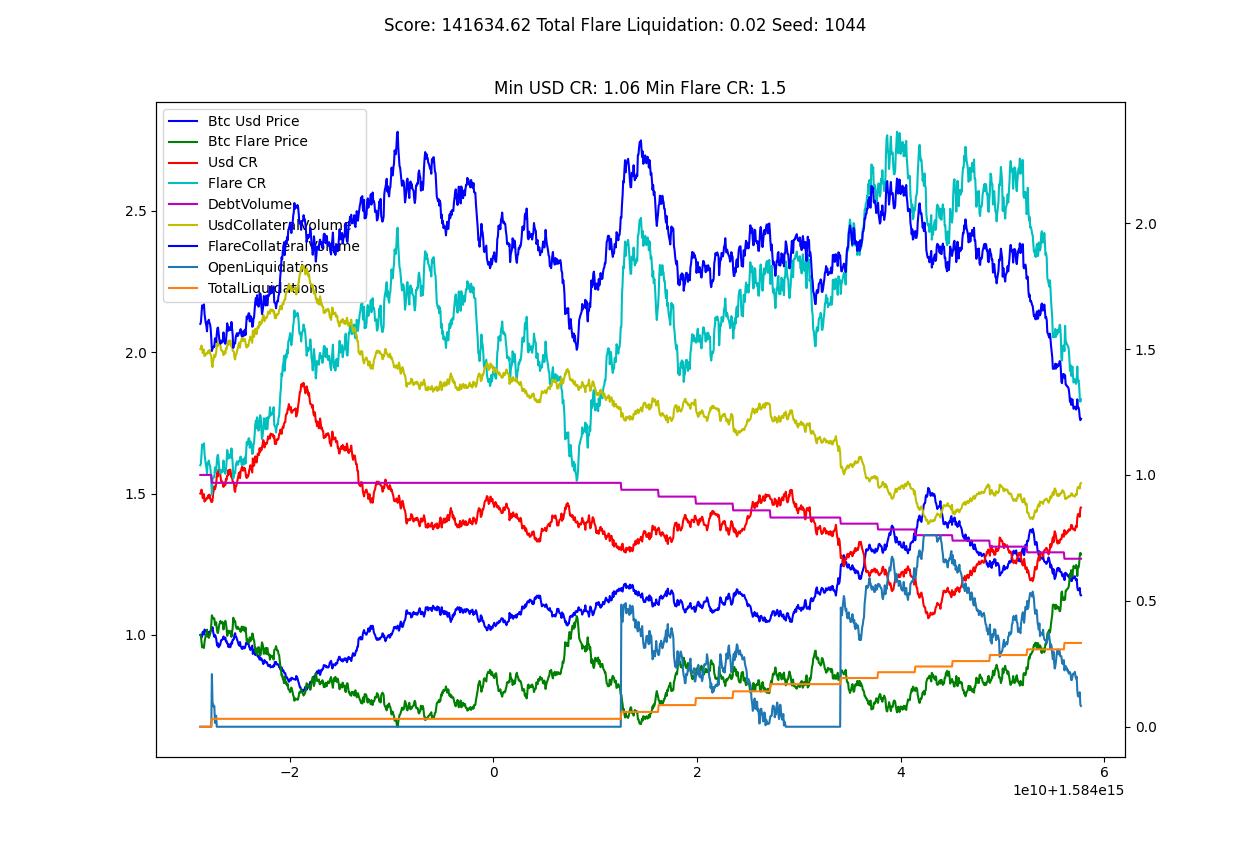 Score: 141634.62 Total Flare Liquidation: 0.02 Seed: 1044
Min USD CR: 1.06 Min Flare CR: 1.5
Btc Usd Price
Btc Flare Price
Usd CR
Flare CR
DebtVolume
UsdCollateralVolume
FlareCollateralVolume
OpenLiquidations
TotalLiquidations
2.5
2.0
1.5
1.0
2.0
1.5
1.0
0.5
0.0
−2
0
2
4
6
1e10+1.584e15